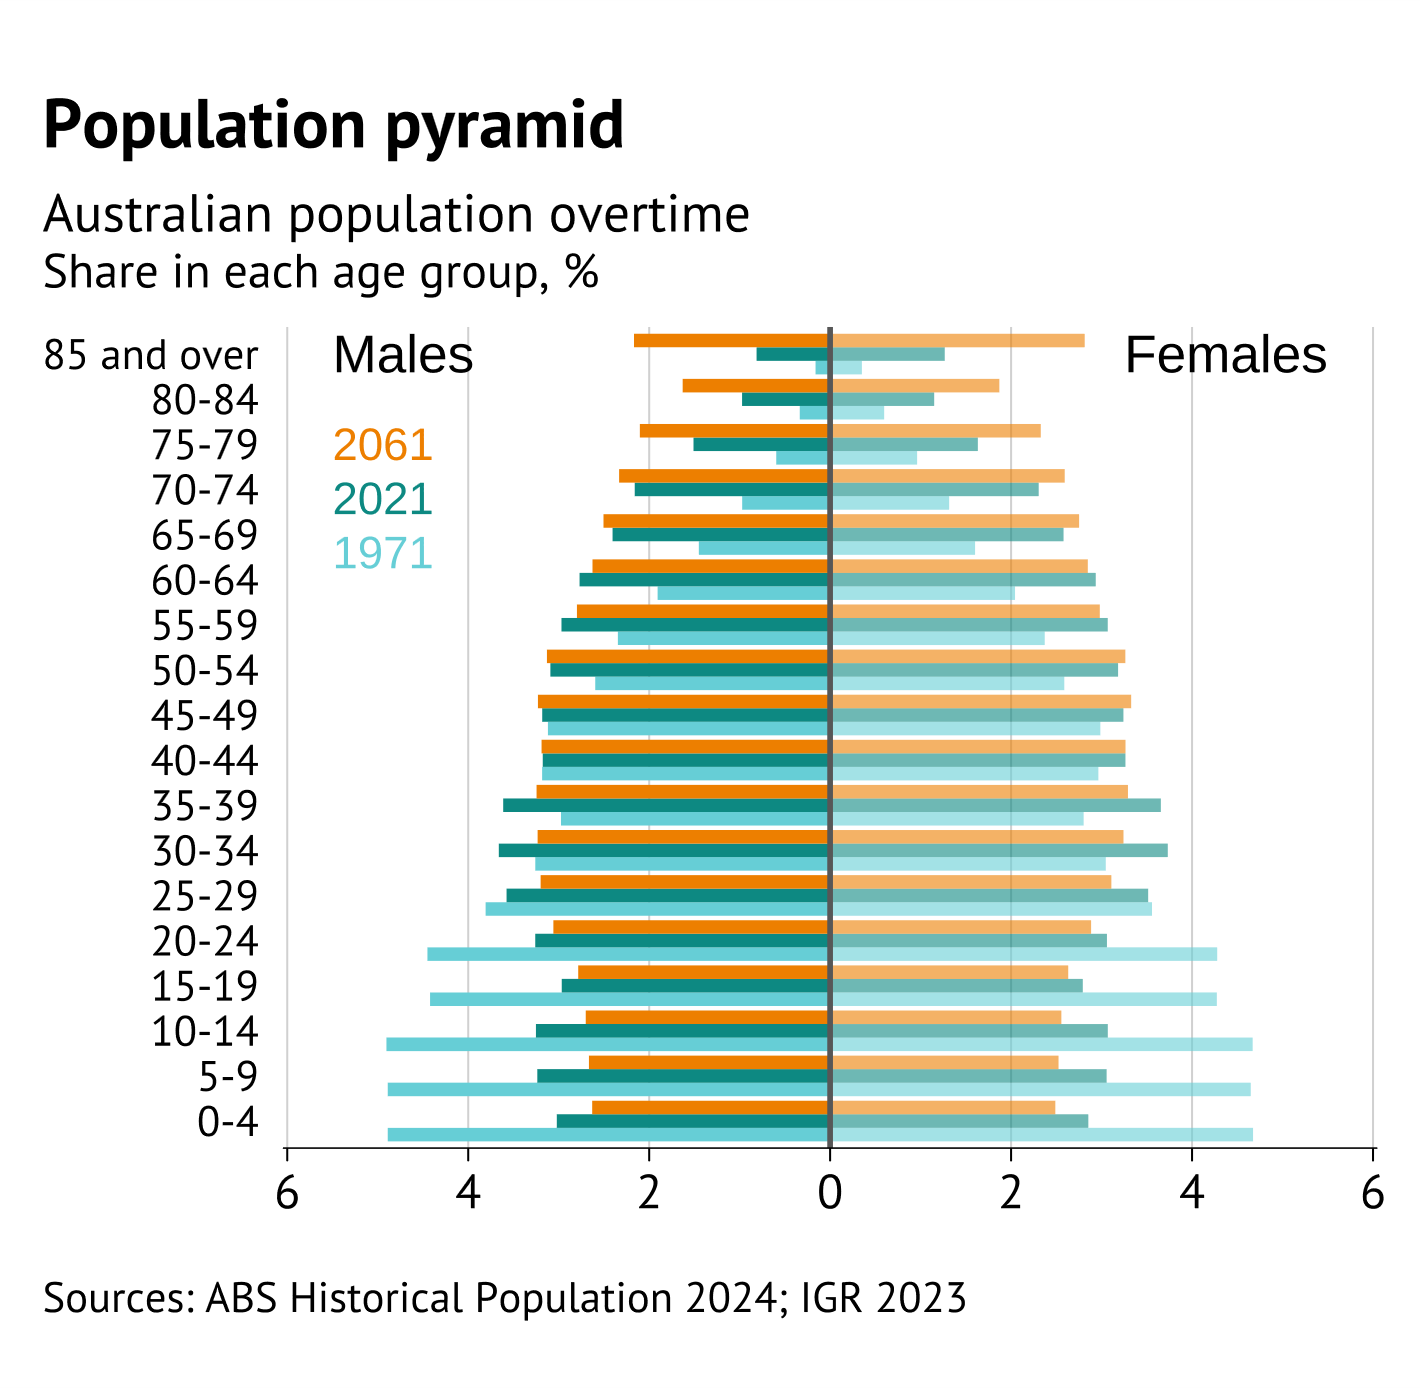 Population pyramid
Australian population overtime
Share in each age group, %
Males
Females
85 and over
80-84
75-79
70-74
65-69
60-64
55-59
50-54
45-49
40-44
35-39
30-34
25-29
20-24
15-19
10-14
5-9
0-4
2061
2021
1971
6 4 2 0 2 4 6
Sources: ABS Historical Population 2024; IGR 2023